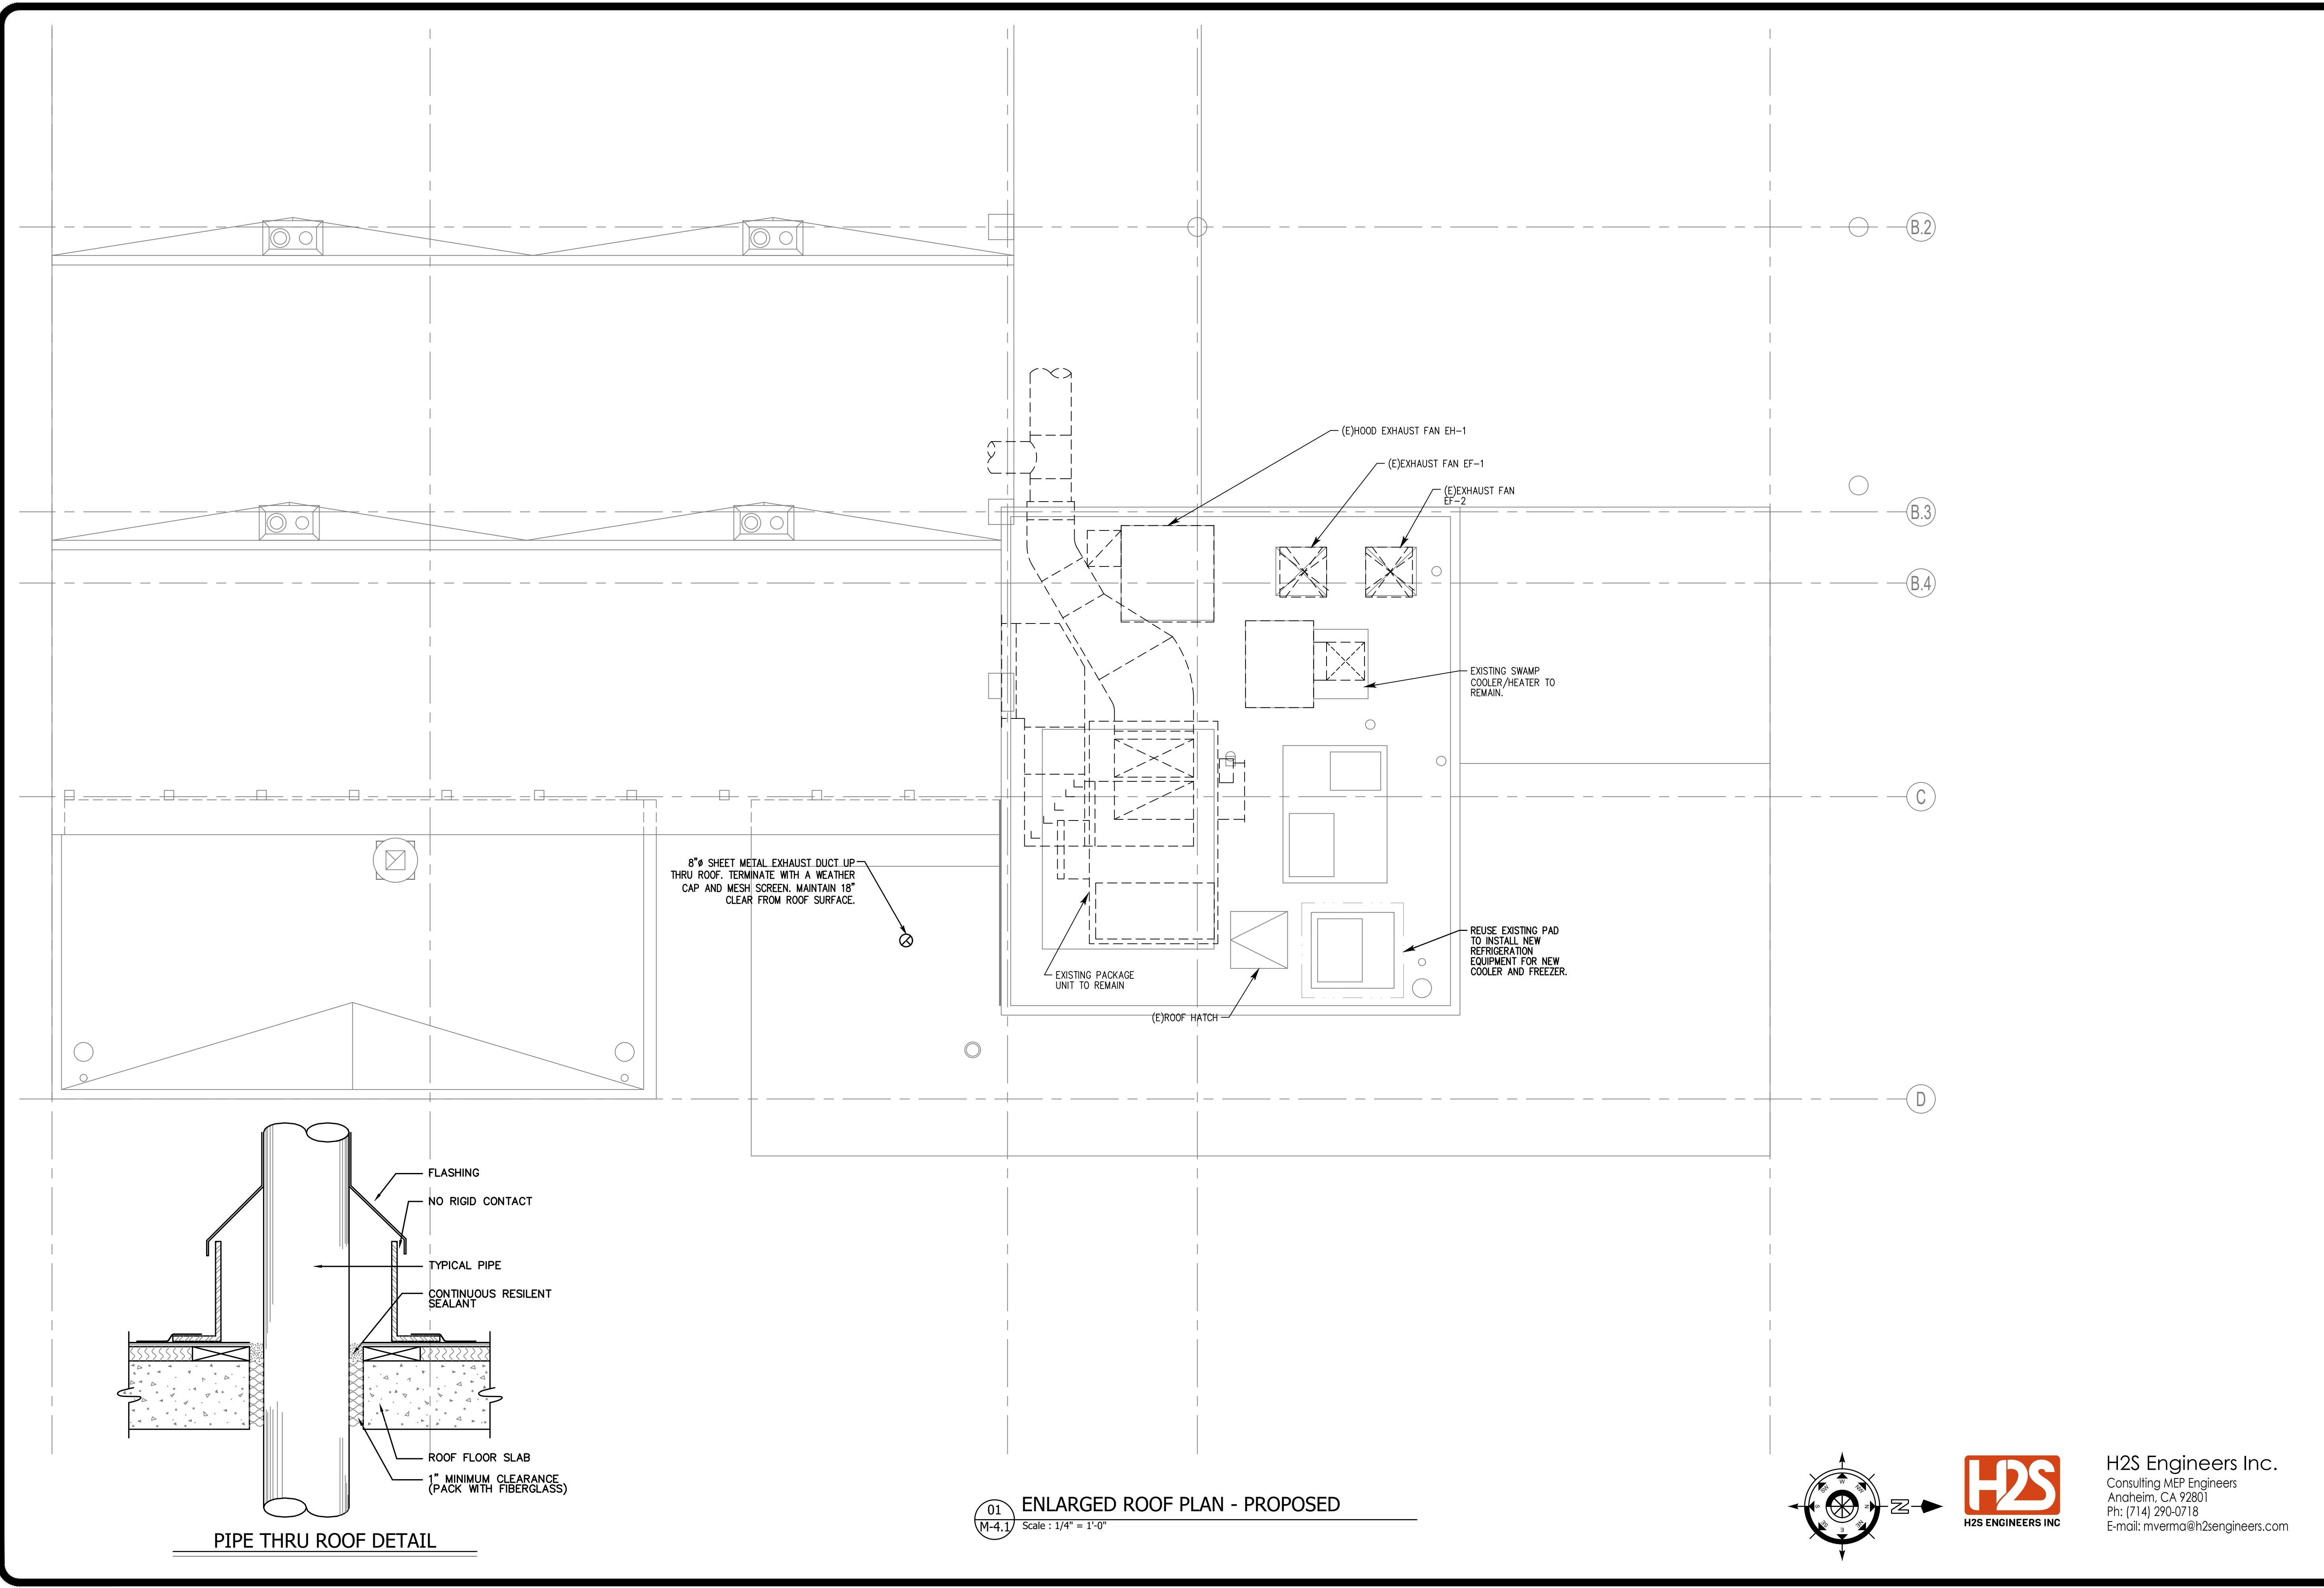 B.2
(E)HOOD EXHAUST FAN EH-1
(E)EXHAUST FAN EF-1
(E)EXHAUST FAN
EF-2
B.3
B.4
EXISTING SWAMP
COOLER/HEATER TO
REMAIN.
C
8"ø SHEET METAL EXHAUST DUCT UP
THRU ROOF. TERMINATE WITH A WEATHER
CAP AND MESH SCREEN. MAINTAIN 18"
CLEAR FROM ROOF SURFACE.
REUSE EXISTING PAD
TO INSTALL NEW
REFRIGERATION
EQUIPMENT FOR NEW
COOLER AND FREEZER.
EXISTING PACKAGE
UNIT TO REMAIN
(E)ROOF HATCH
D
FLASHING
NO RIGID CONTACT
TYPICAL PIPE
CONTINUOUS RESILENT
SEALANT
ROOF FLOOR SLAB
1" MINIMUM CLEARANCE
(PACK WITH FIBERGLASS)
PIPE THRU ROOF DETAIL
01
M-4.1
ENLARGED ROOF PLAN - PROPOSED
Scale : 1/4" = 1'-0"
W
SW
NW
S
N
SE
NE
E
N
H2S
H2S ENGINEERS INC
H2S Engineers Inc.
Consulting MEP Engineers
Anaheim, CA 92801
Ph: (714) 290-0718
E-mail: mverma@h2sengineers.com